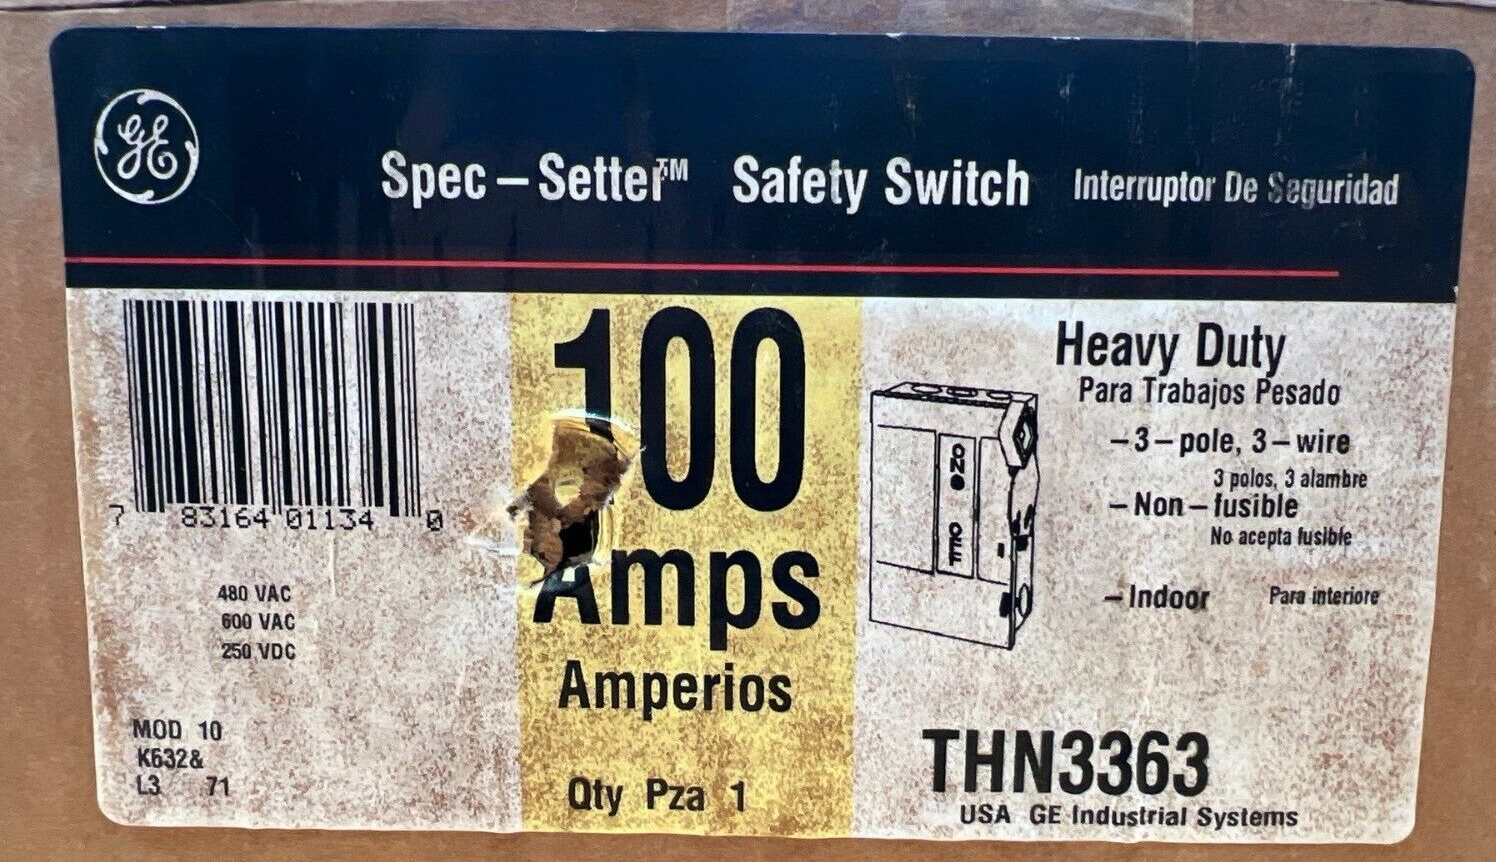 GE
Spec-Setter™ Safety Switch Interruptor De Seguridad
7 83164 01134 0
480 VAC
600 VAC
250 VDC
MOD 10
K632&
L3 71
100
Amps
Amperios
Qty Pza 1
ON
OFF
Heavy Duty
Para Trabajos Pesado
-3-pole, 3-wire
3 polos, 3 alambre
-Non-fusible
No acepta fusible
-Indoor Para interiore
THN3363
USA GE Industrial Systems